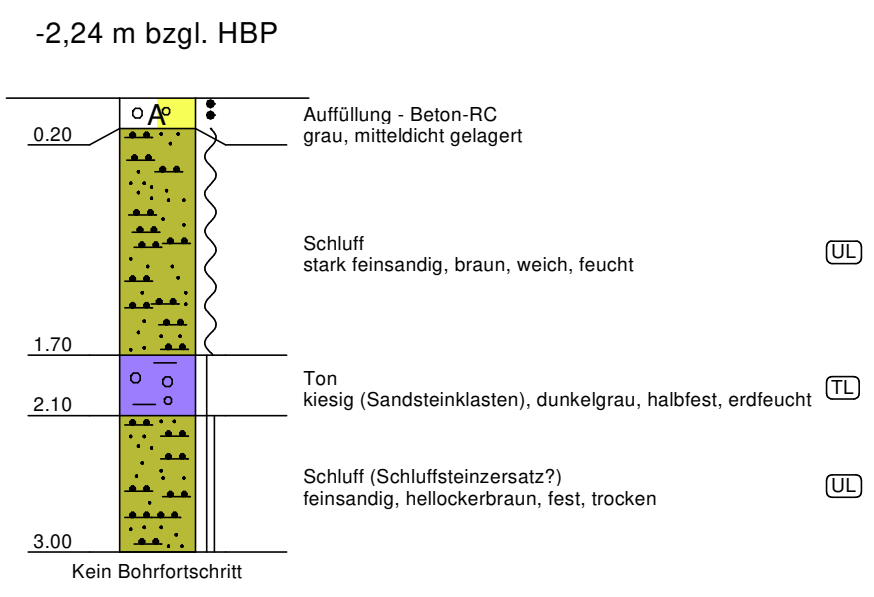 -2,24 m bzgl. HBP
A
Auffüllung - Beton-RC
0.20
grau, mitteldicht gelagert
Schluff
stark feinsandig, braun, weich, feucht
UL
1.70
Ton
kiesig (Sandsteinklasten), dunkelgrau, halbfest, erdfeucht
TL
2.10
Schluff (Schluffsteinzersatz?)
feinsandig, hellockerbraun, fest, trocken
UL
3.00
Kein Bohrfortschritt